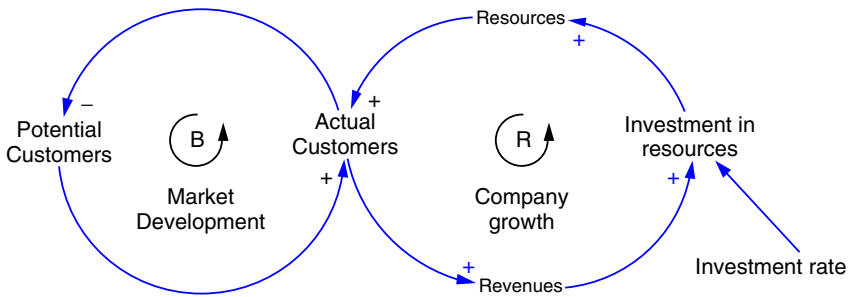 Resources
+
−
+
Potential
Customers
B
Actual
Customers
R
Investment in
resources
+
+
Market
Development
Company
growth
+
Revenues
Investment rate